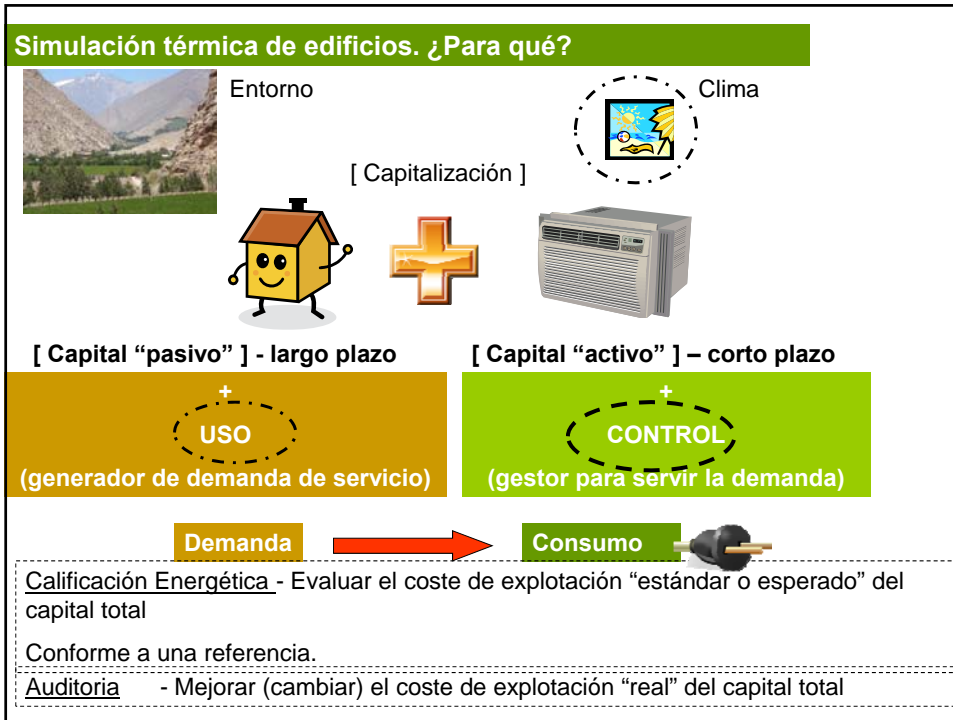 Simulación térmica de edificios. ¿Para qué?
Entorno
Clima
[ Capitalización ]
[ Capital “pasivo” ] - largo plazo
[ Capital “activo” ] – corto plazo
+
USO
(generador de demanda de servicio)
+
CONTROL
(gestor para servir la demanda)
Demanda
Consumo
Calificación Energética - Evaluar el coste de explotación “estándar o esperado” del
capital total
Conforme a una referencia.
Auditoria - Mejorar (cambiar) el coste de explotación “real” del capital total